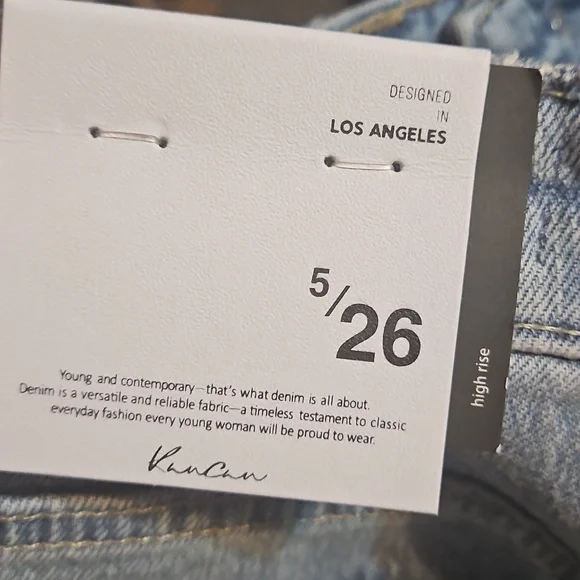 DESIGNED
IN
LOS ANGELES
5/26
Young and contemporary—that's what denim is all about.
Denim is a versatile and reliable fabric—a timeless testament to classic
everyday fashion every young woman will be proud to wear.
KanCan
high rise